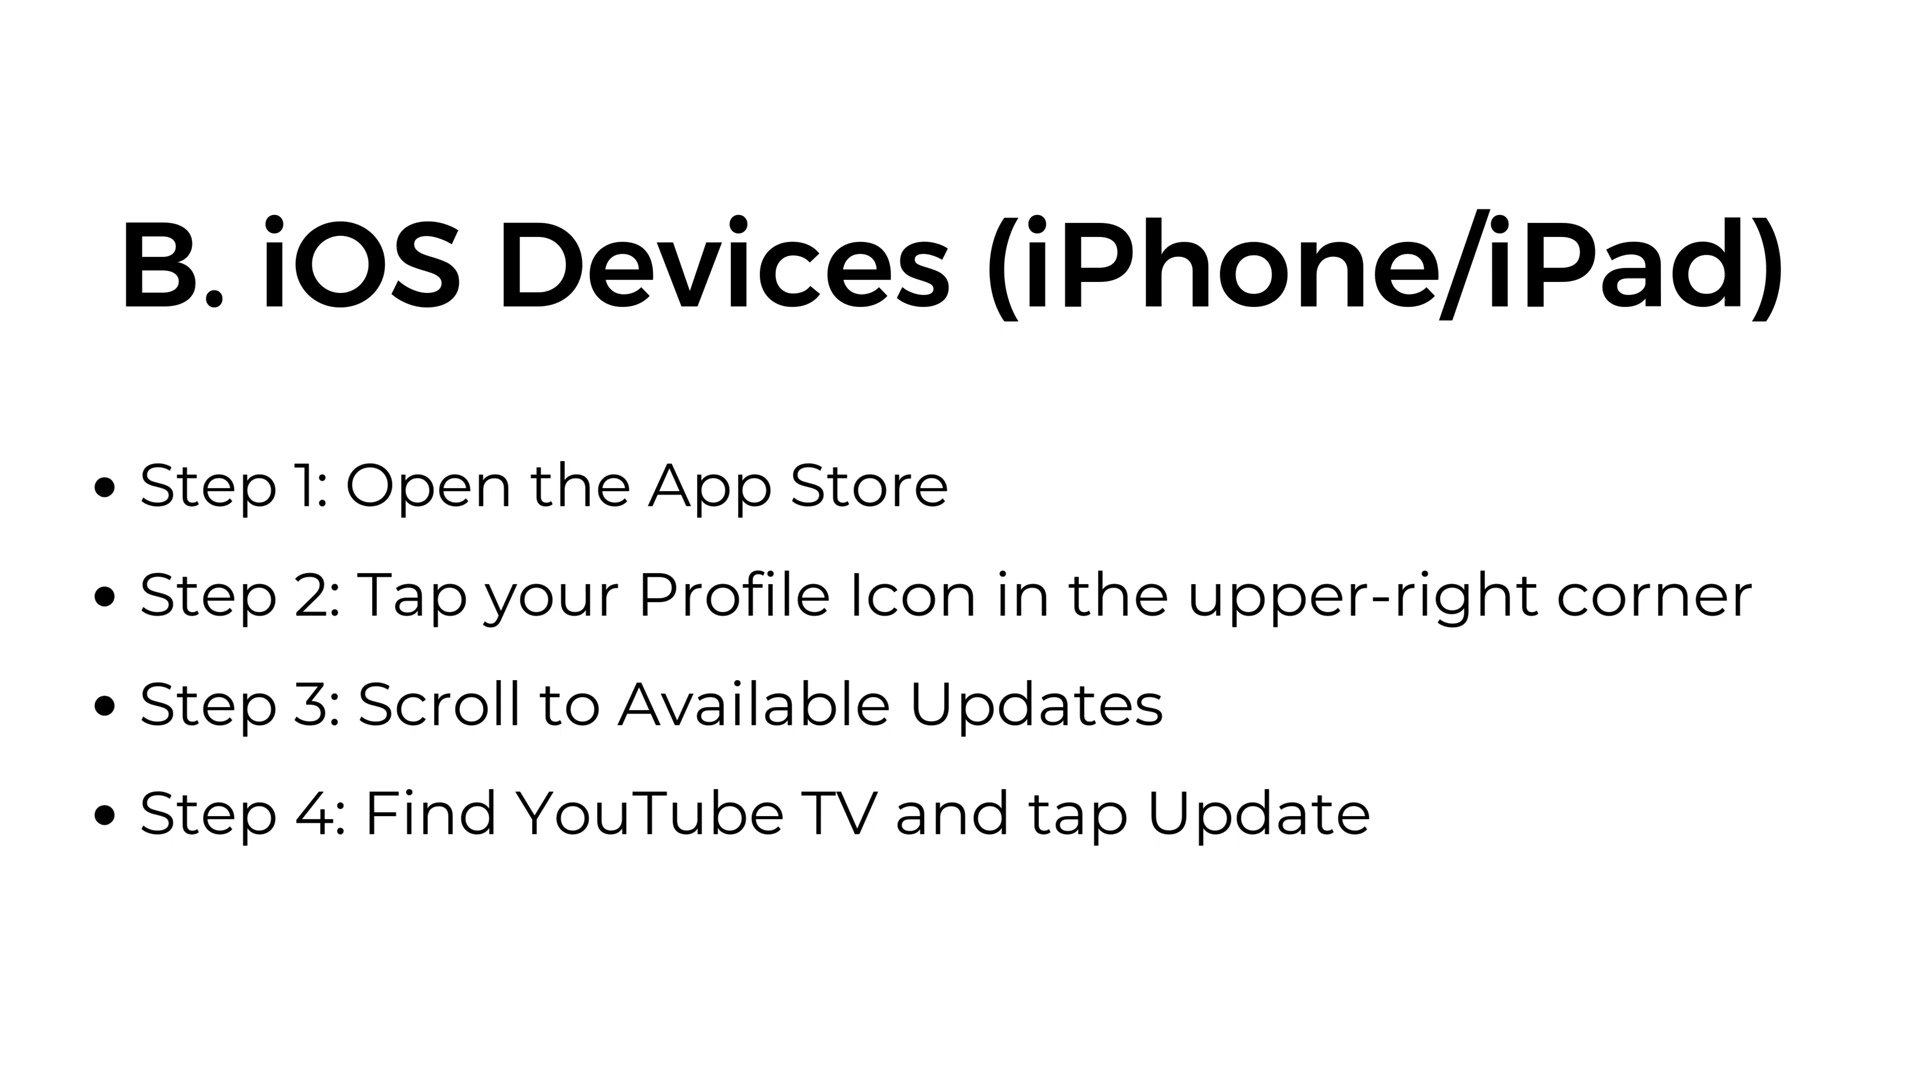 B. iOS Devices (iPhone/iPad)
• Step 1: Open the App Store
• Step 2: Tap your Profile Icon in the upper-right corner
• Step 3: Scroll to Available Updates
• Step 4: Find YouTube TV and tap Update